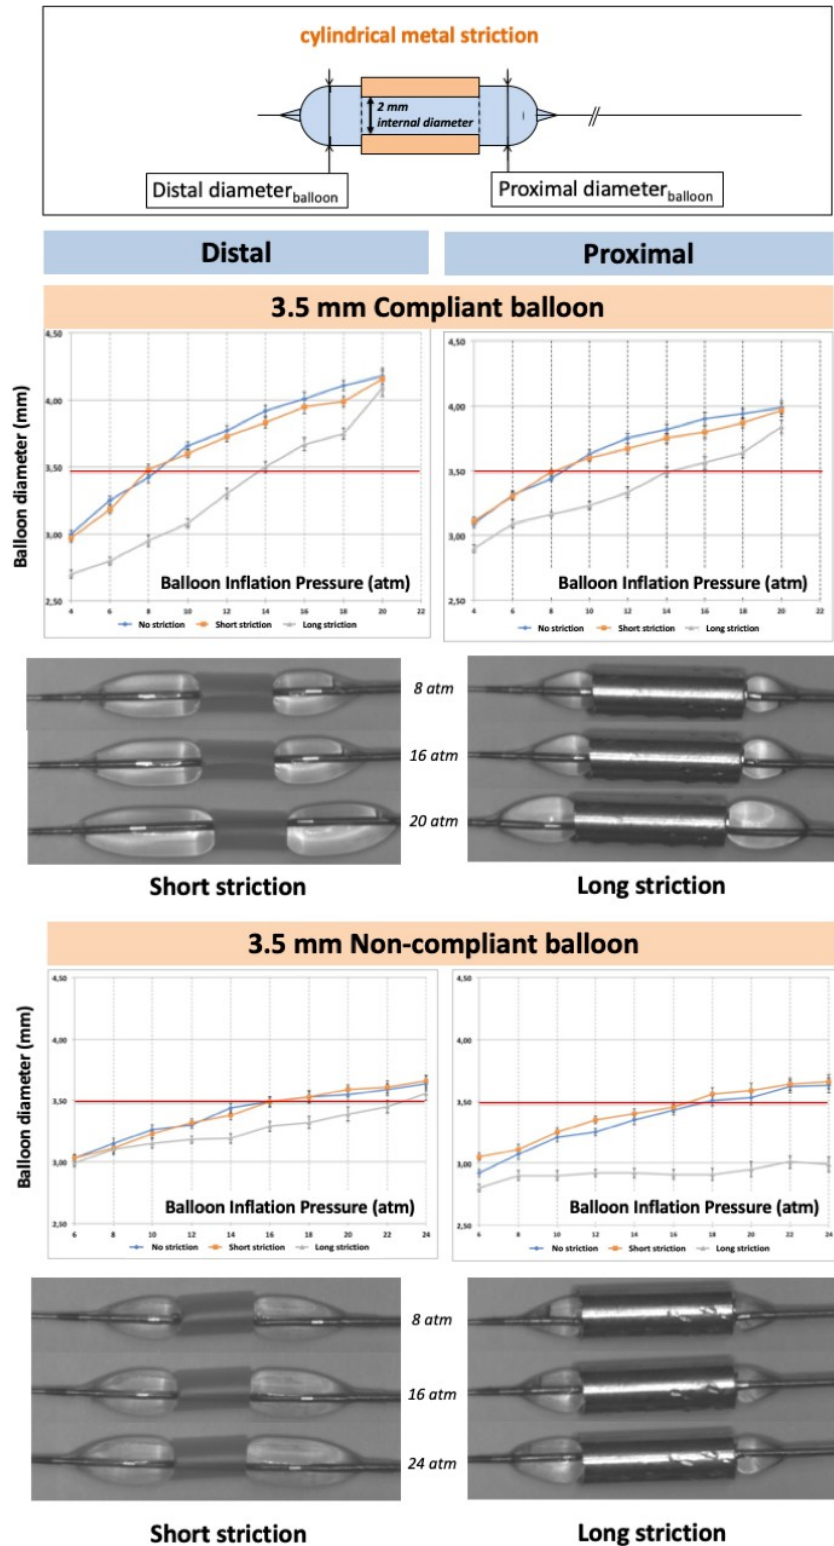 cylindrical metal striction
2 mm
internal diameter
Distal diameterballoon
Proximal diameterballoon
Distal
Proximal
3.5 mm Compliant balloon
Balloon diameter (mm)
4,50
4,00
3,50
3,00
2,50
Balloon Inflation Pressure (atm)
4 6 8 10 12 14 16 18 20 22
No striction Short striction Long striction
4,50
4,00
3,50
3,00
2,50
Balloon Inflation Pressure (atm)
4 6 8 10 12 14 16 18 20 22
No striction Short striction Long striction
8 atm
16 atm
20 atm
Short striction
Long striction
3.5 mm Non-compliant balloon
Balloon diameter (mm)
4,50
4,00
3,50
3,00
2,50
Balloon Inflation Pressure (atm)
6 8 10 12 14 16 18 20 22 24
No striction Short striction Long striction
4,50
4,00
3,50
3,00
2,50
Balloon Inflation Pressure (atm)
6 8 10 12 14 16 18 20 22 24
No striction Short striction Long striction
8 atm
16 atm
24 atm
Short striction
Long striction